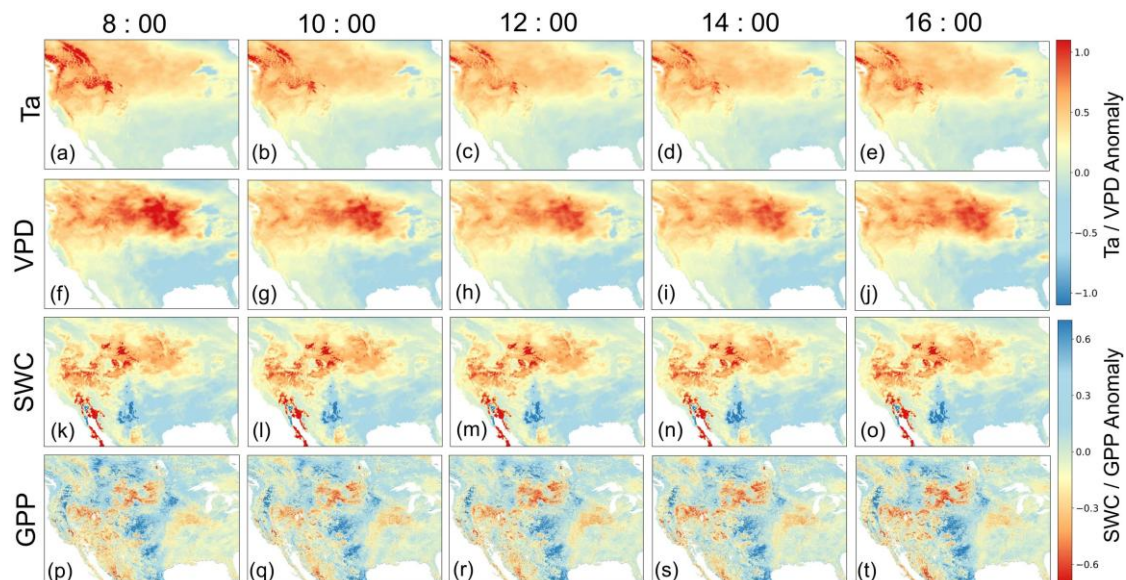 8 : 00 10 : 00 12 : 00 14 : 00 16 : 00
Ta
(a) (b) (c) (d) (e)
1.0
0.5
0.0
−0.5
−1.0
Ta / VPD Anomaly
VPD
(f) (g) (h) (i) (j)
SWC
(k) (l) (m) (n) (o)
0.6
0.3
0.0
−0.3
−0.6
SWC / GPP Anomaly
GPP
(p) (q) (r) (s) (t)